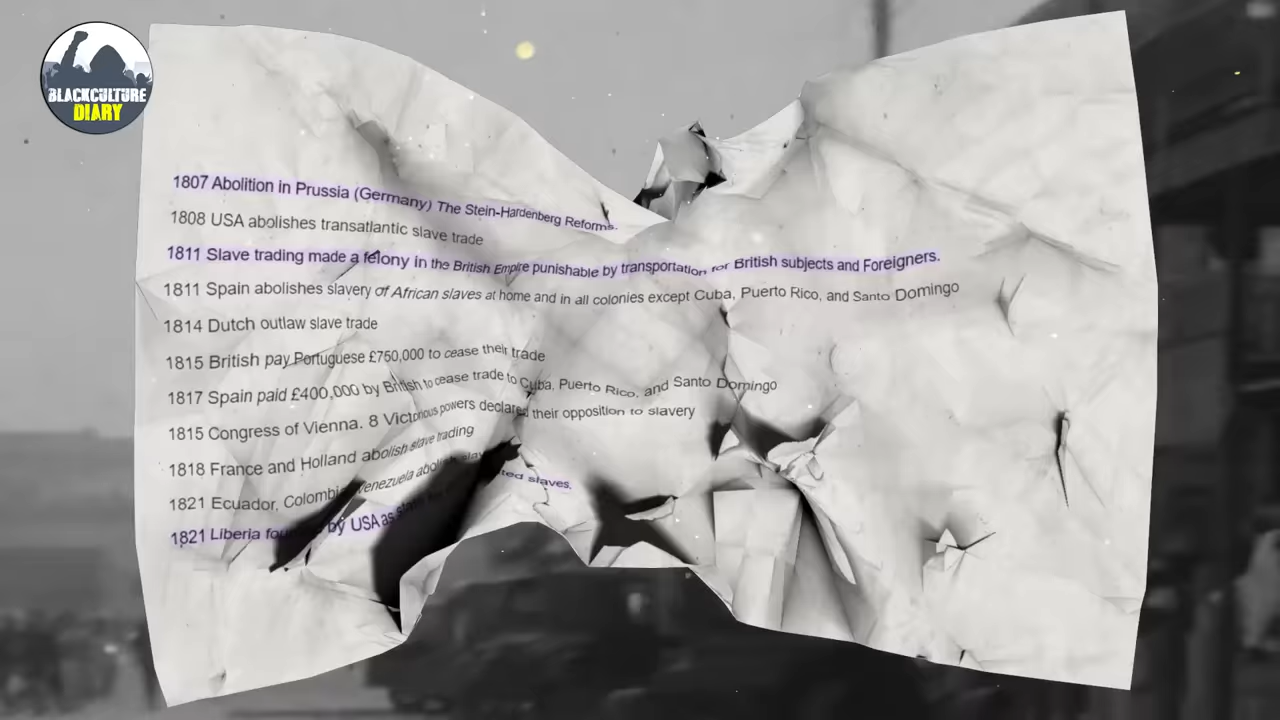 BLACKCULTURE
DIARY
1807 Abolition in Prussia (Germany) The Stein-Hardenberg Reforms.
1808 USA abolishes transatlantic slave trade
1811 Slave trading made a felony in the British Empire punishable by transportation for British subjects and Foreigners.
1811 Spain abolishes slavery of African slaves at home and in all colonies except Cuba, Puerto Rico, and Santo Domingo
1814 Dutch outlaw slave trade
1815 British pay Portuguese £750,000 to cease their trade
1817 Spain paid £400,000 by British to cease trade to Cuba, Puerto Rico, and Santo Domingo
1815 Congress of Vienna. 8 Victorious powers declared their opposition to slavery
1818 France and Holland abolish slave trading
1821 Ecuador, Colombia, Venezuela abolish
1821 Liberia by USA as slaves.